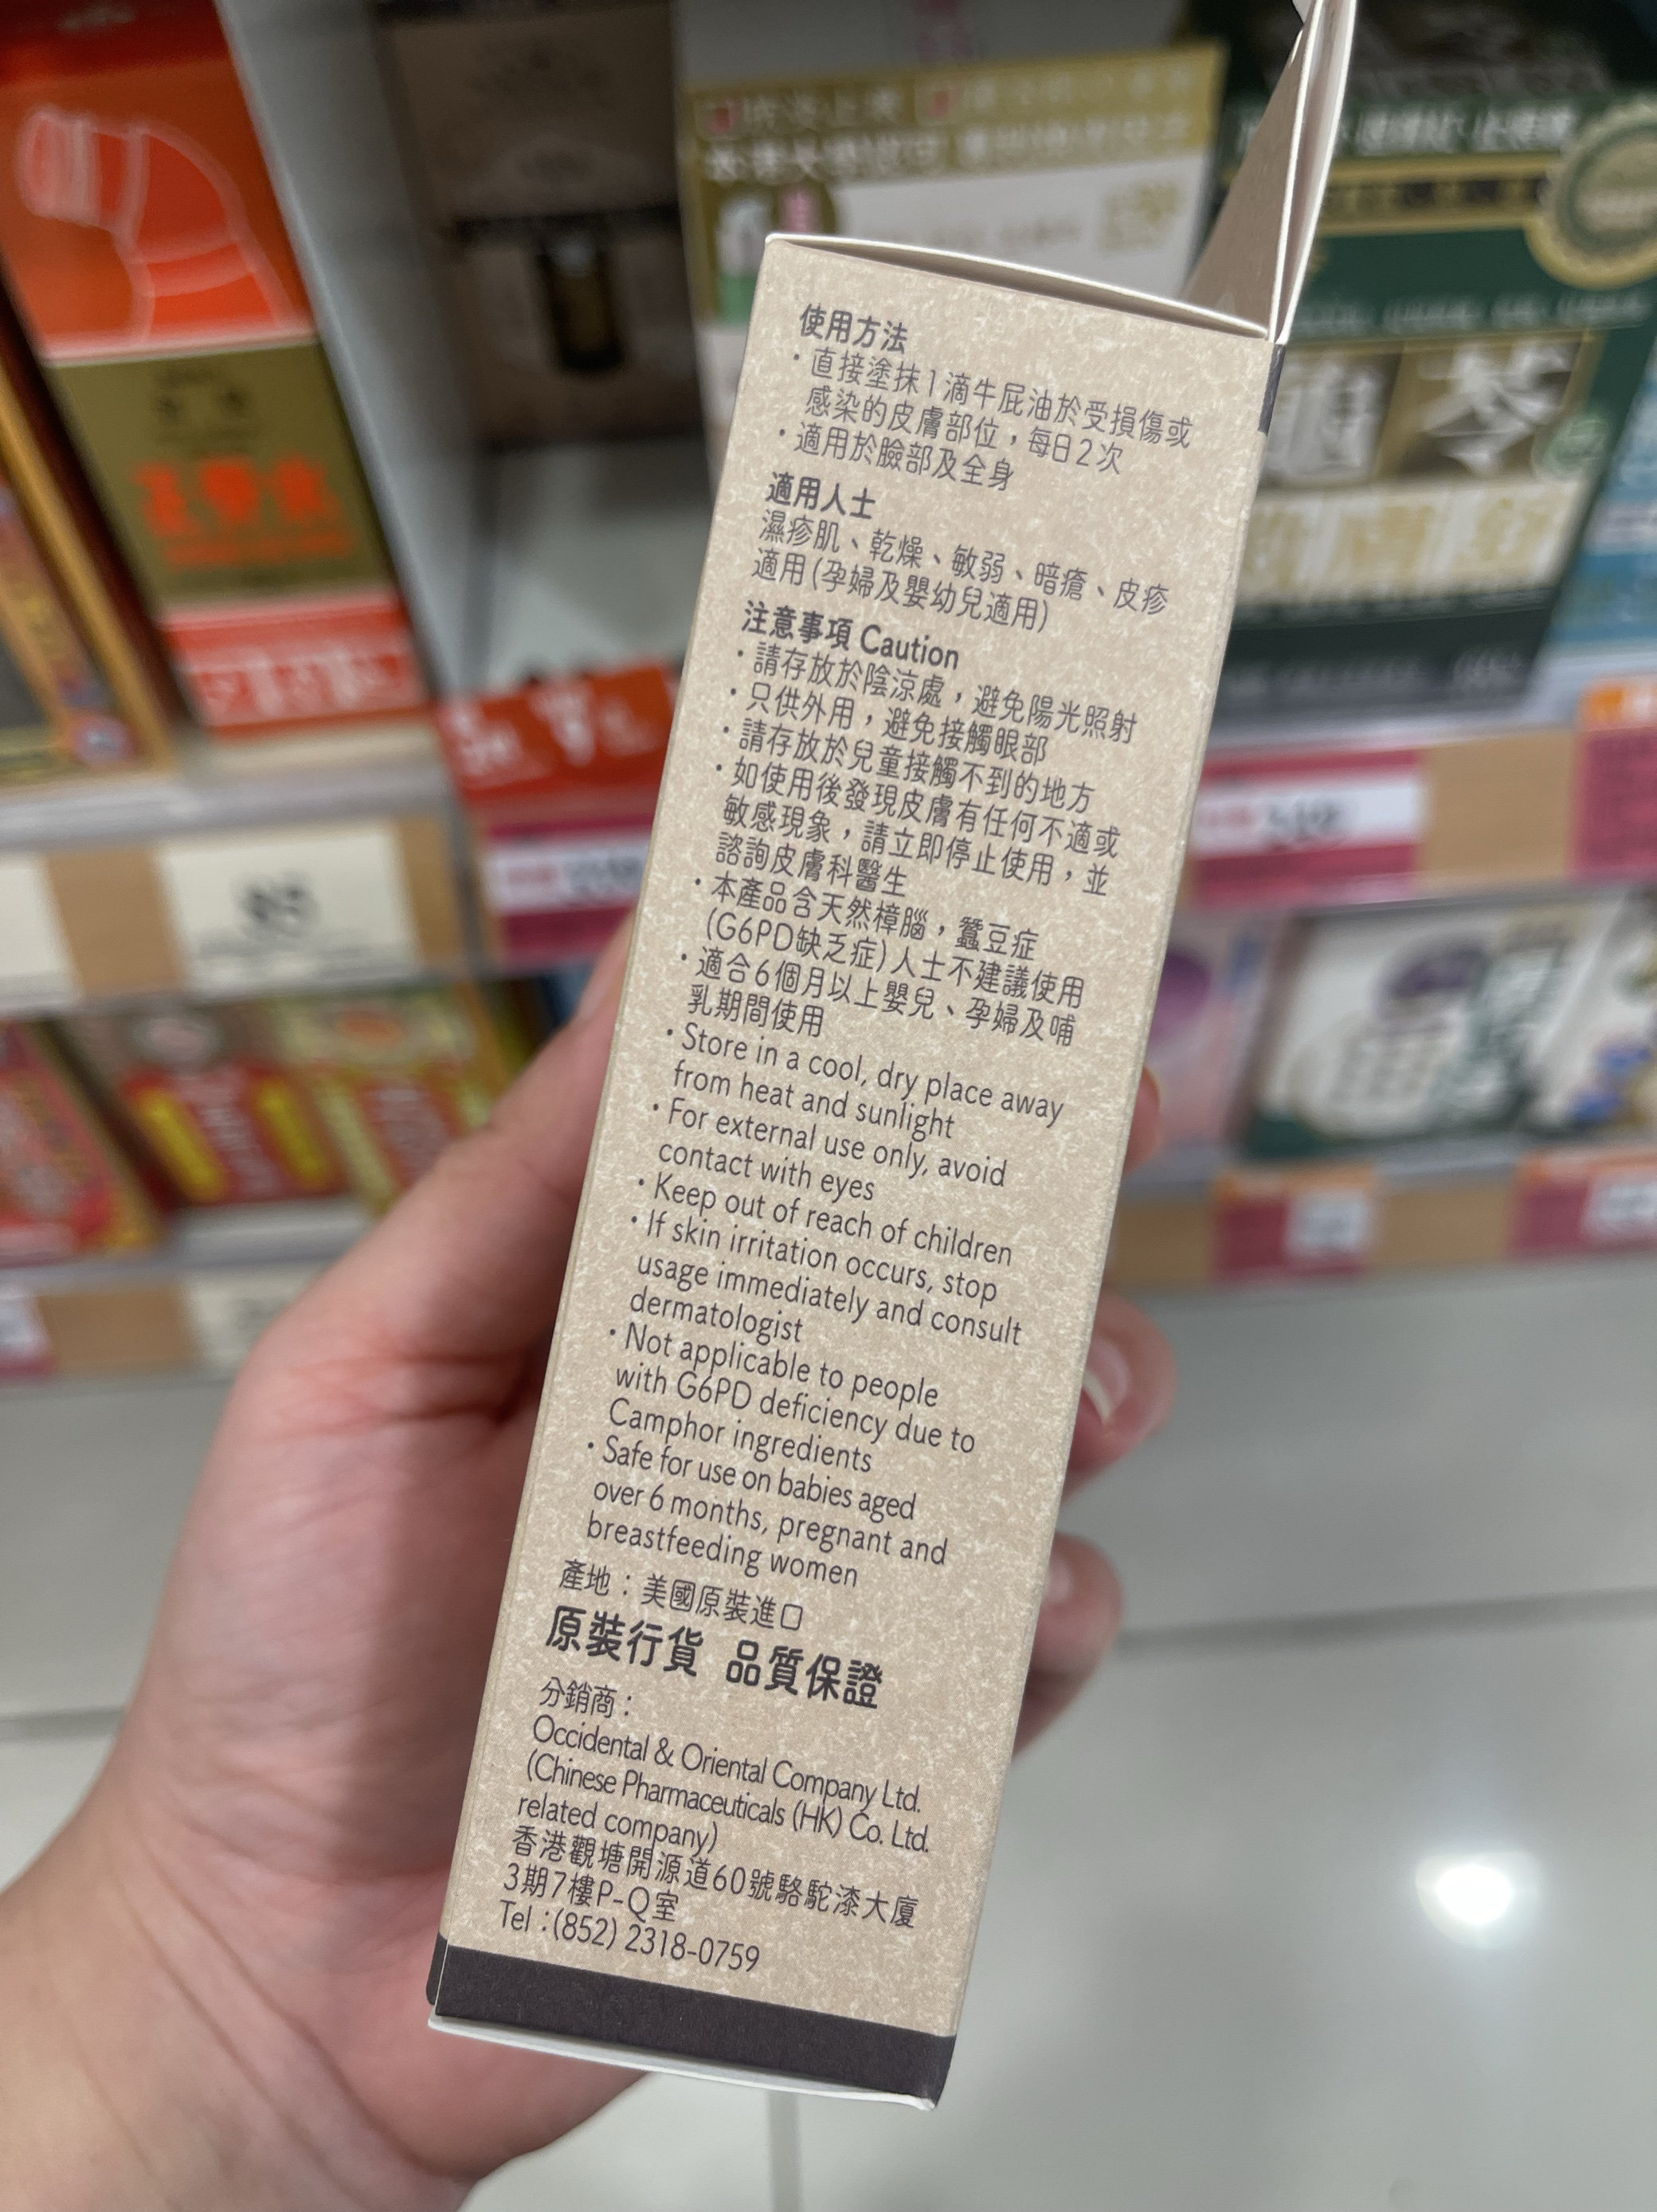 使用方法
・直接塗抹1滴牛屁油於受損傷或
感染的皮膚部位，每日2次
・適用於臉部及全身
適用人士
濕疹肌、乾燥、敏弱、暗瘡、皮疹
適用(孕婦及嬰幼兒適用)
注意事項 Caution
・請存放於陰涼處，避免陽光照射
・只供外用，避免接觸眼部
・請存放於兒童接觸不到的地方
・如使用後發現皮膚有任何不適或
敏感現象，請立即停止使用，並
諮詢皮膚科醫生
・本產品含天然樟腦，蠶豆症
(G6PD缺乏症)人士不建議使用
・適合6個月以上嬰兒、孕婦及哺
乳期間使用
・Store in a cool, dry place away
from heat and sunlight
・For external use only, avoid
contact with eyes
・Keep out of reach of children
・If skin irritation occurs, stop
usage immediately and consult
dermatologist
・Not applicable to people
with G6PD deficiency due to
Camphor ingredients
・Safe for use on babies aged
over 6 months, pregnant and
breastfeeding women
產地：美國原裝進口
原裝行貨 品質保證
分銷商：
Occidental & Oriental Company Ltd.
(Chinese Pharmaceuticals (HK) Co. Ltd.
related company)
香港觀塘開源道60號駱駝漆大廈
3期7樓P-Q室
Tel：(852) 2318-0759
龜苓